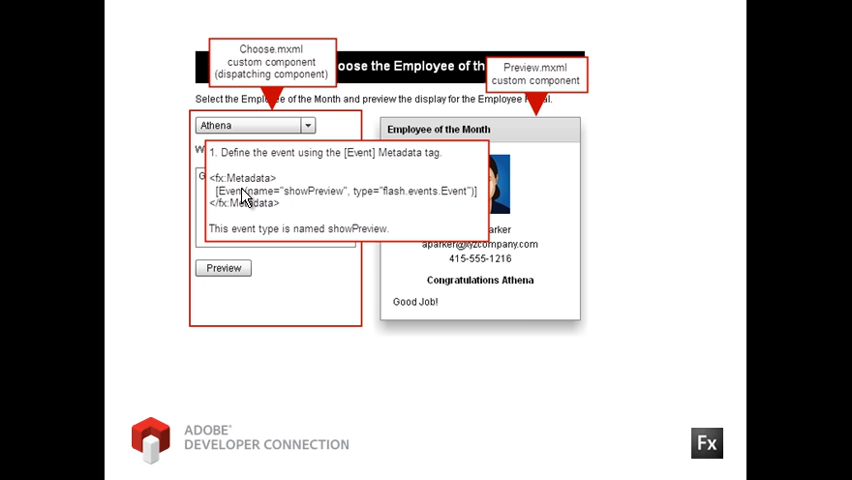 Choose.mxml
custom component
(dispatching component)
oose the Employee of th
Preview.mxml
custom component
Select the Emplo of the Month and preview the display for the Employee al.
Athena
Employee of the Month
W
1. Define the event using the [Event] Metadata tag.
<fx:Metadata>
[Event(name="showPreview", type="flash.events.Event")]
</fx:Metadata>
This event type is named showPreview.
G
arker
aparker@xyzcompany.com
415-555-1216
Preview
Congratulations Athena
Good Job!
ADOBE®
DEVELOPER CONNECTION
Fx